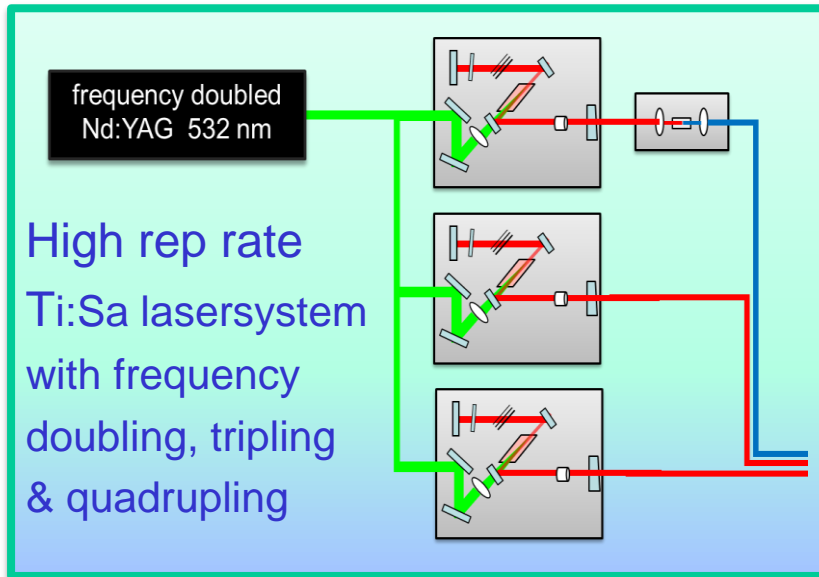 frequency doubled
Nd:YAG 532 nm
High rep rate
Ti:Sa lasersystem
with frequency
doubling, tripling
& quadrupling